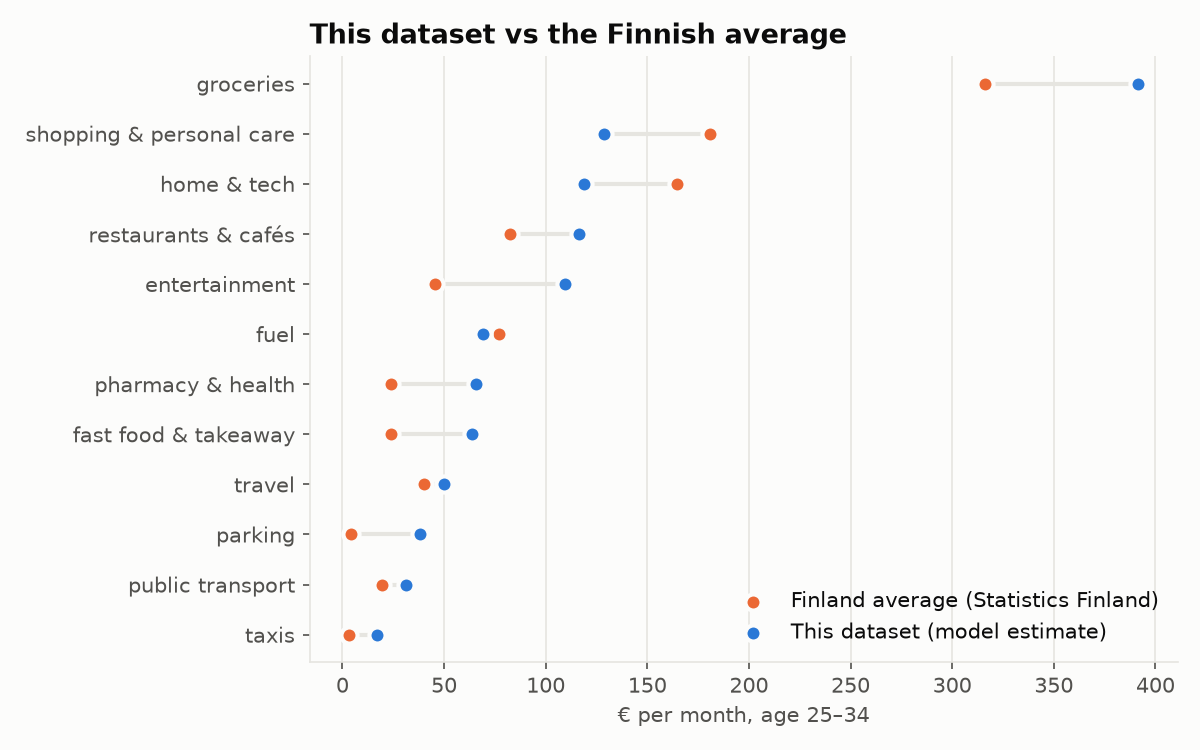 This dataset vs the Finnish average
groceries
shopping & personal care
home & tech
restaurants & cafés
entertainment
fuel
pharmacy & health
fast food & takeaway
travel
parking
public transport
taxis
Finland average (Statistics Finland)
This dataset (model estimate)
0 50 100 150 200 250 300 350 400
€ per month, age 25–34